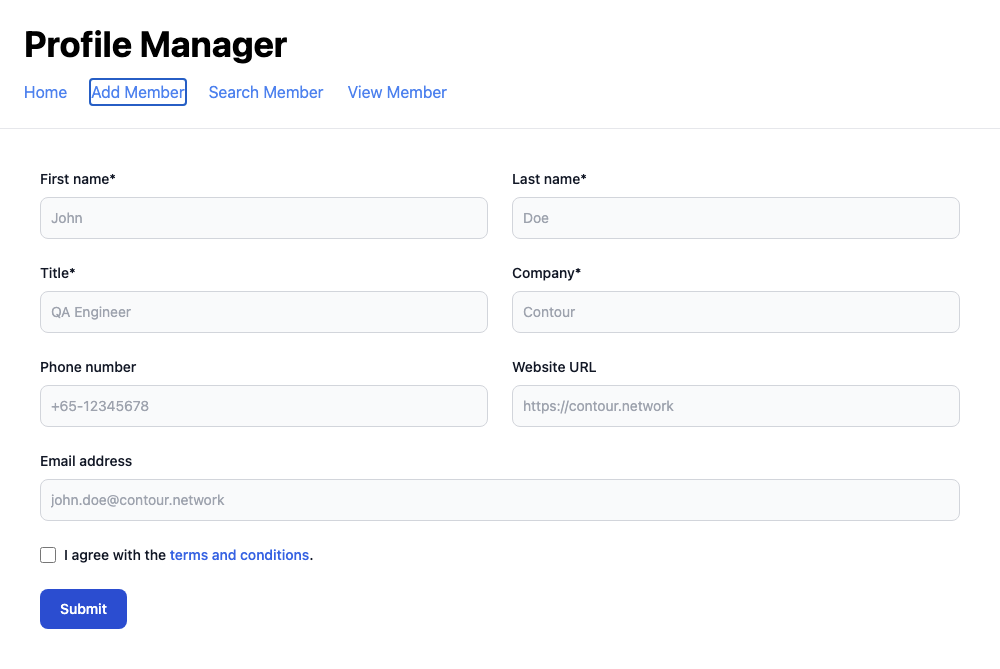 Profile Manager
Home Add Member Search Member View Member
First name* Last name*
John Doe
Title* Company*
QA Engineer Contour
Phone number Website URL
+65-12345678 https://contour.network
Email address
john.doe@contour.network
I agree with the terms and conditions.
Submit